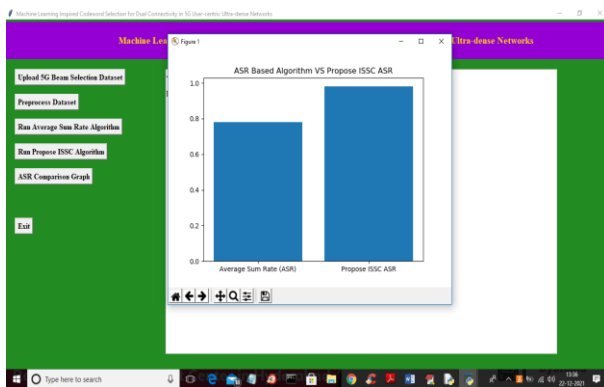 Machine Learning Inspired Codeword Selection for Dual Connectivity in 5G User-centric Ultra-dense Networks
Machine Lea
Ultra-dense Networks
Figure 1
Upload 5G Beam Selection Dataset
Preprocess Dataset
Run Average Sum Rate Algorithm
Run Propose ISSC Algorithm
ASR Comparison Graph
Exit
ASR Based Algorithm VS Propose ISSC ASR
1.0
0.8
0.6
0.4
0.2
0.0
Average Sum Rate (ASR)
Propose ISSC ASR
Type here to search
13:36
22-12-2021